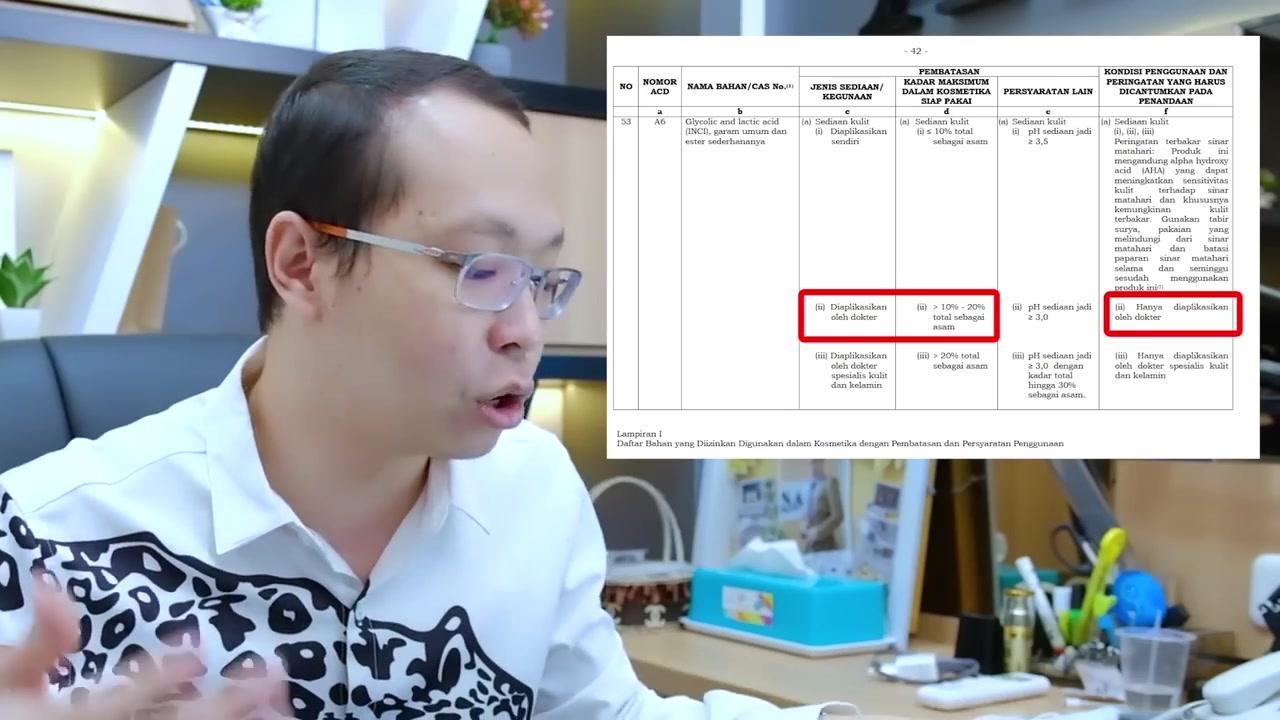 - 42 -
NO
NOMOR
ACD
NAMA BAHAN/CAS No.(1)
PEMBATASAN
JENIS SEDIAAN/
KEGUNAAN
KADAR MAKSIMUM
DALAM KOSMETIKA
SIAP PAKAI
PERSYARATAN LAIN
KONDISI PENGGUNAAN DAN
PERINGATAN YANG HARUS
DICANTUMKAN PADA
PENANDAAN
a
b
c
d
e
f
53
A6
Glycolic and lactic acid
(INCI), garam umum dan
ester sederhananya
(a) Sediaan kulit
(i) Diaplikasikan
sendiri
(a) Sediaan kulit
(i) ≤ 10% total
sebagai asam
(a) Sediaan kulit
(i) pH sediaan jadi
≥ 3,5
(a) Sediaan kulit
(i), (ii), (iii)
Peringatan terbakar sinar
matahari: Produk ini
mengandung alpha hydroxy
acid (AHA) yang dapat
meningkatkan sensitivitas
kulit terhadap sinar
matahari dan khususnya
kemungkinan kulit
terbakar. Gunakan tabir
surya, pakaian yang
melindungi dari sinar
matahari dan batasi
paparan sinar matahari
selama dan seminggu
sesudah menggunakan
produk ini(7)
(ii) Diaplikasikan
oleh dokter
(ii) > 10% - 20%
total sebagai
asam
(ii) pH sediaan jadi
≥ 3,0
(ii) Hanya diaplikasikan
oleh dokter
(iii) Diaplikasikan
oleh dokter
spesialis kulit
dan kelamin
(iii) > 20% total
sebagai asam
(iii) pH sediaan jadi
≥ 3,0 dengan
kadar total
hingga 30%
sebagai asam.
(iii) Hanya diaplikasikan
oleh dokter spesialis kulit
dan kelamin
Lampiran I
Daftar Bahan yang Diizinkan Digunakan dalam Kosmetika dengan Pembatasan dan Persyaratan Penggunaan